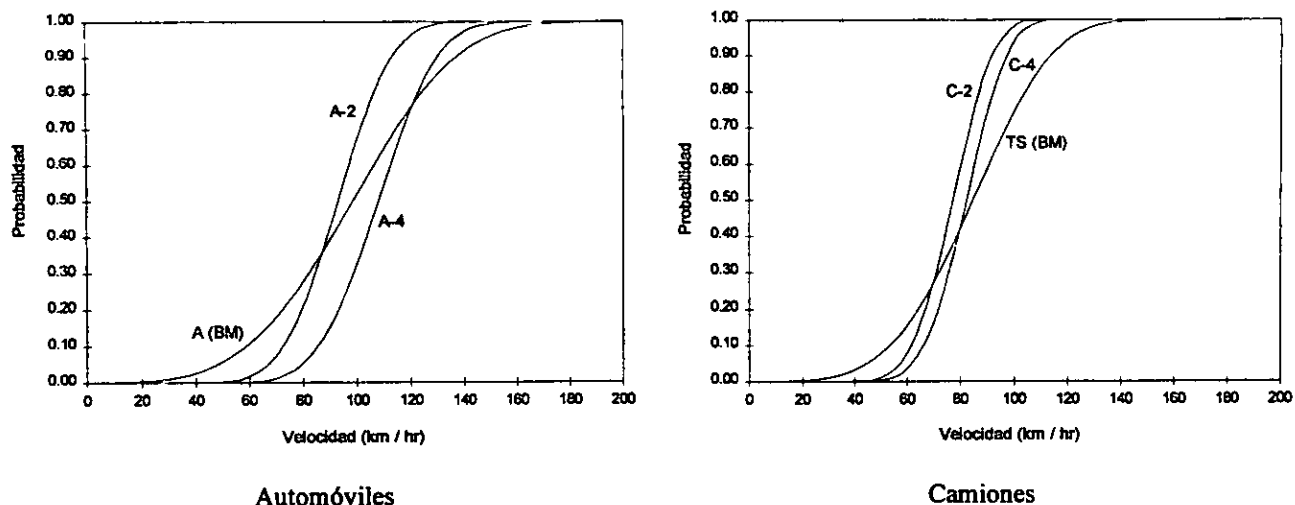 1.00
0.90
0.80
0.70
0.60
0.50
0.40
0.30
0.20
0.10
0.00
Probabilidad
A-2
A-4
A (BM)
0 20 40 60 80 100 120 140 160 180 200
Velocidad (km / hr)
Automóviles
1.00
0.90
0.80
0.70
0.60
0.50
0.40
0.30
0.20
0.10
0.00
Probabilidad
C-4
C-2
TS (BM)
0 20 40 60 80 100 120 140 160 180 200
Velocidad (km / hr)
Camiones